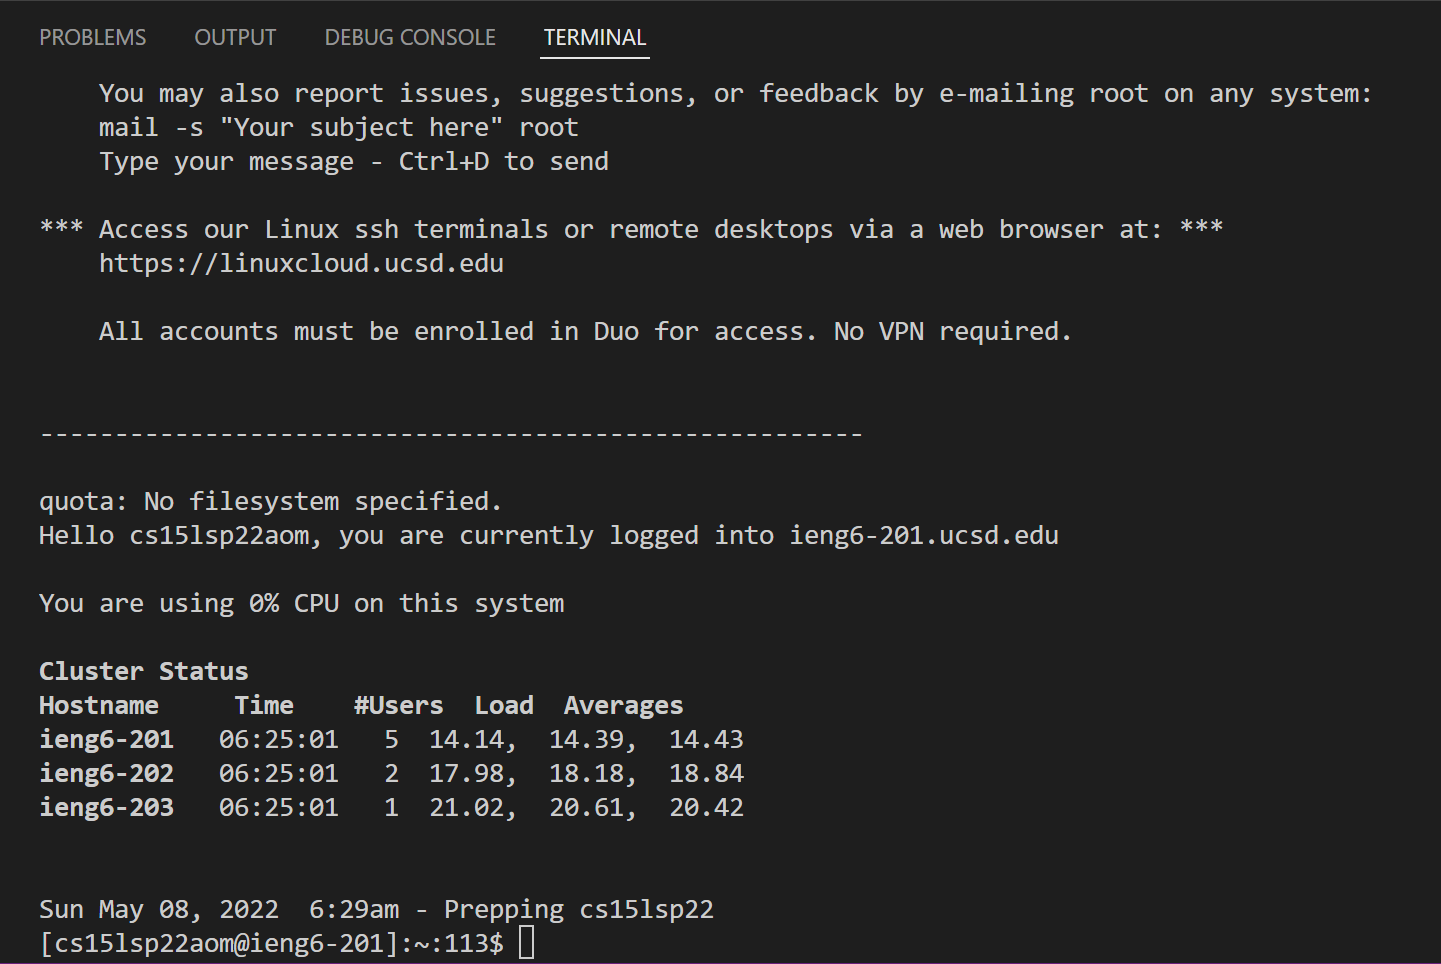 PROBLEMS OUTPUT DEBUG CONSOLE TERMINAL
You may also report issues, suggestions, or feedback by e-mailing root on any system:
mail -s "Your subject here" root
Type your message - Ctrl+D to send
*** Access our Linux ssh terminals or remote desktops via a web browser at: ***
https://linuxcloud.ucsd.edu
All accounts must be enrolled in Duo for access. No VPN required.
-------------------------------------------------------
quota: No filesystem specified.
Hello cs15lsp22aom, you are currently logged into ieng6-201.ucsd.edu
You are using 0% CPU on this system
Cluster Status
Hostname     Time    #Users  Load  Averages
ieng6-201   06:25:01   5  14.14,  14.39,  14.43
ieng6-202   06:25:01   2  17.98,  18.18,  18.84
ieng6-203   06:25:01   1  21.02,  20.61,  20.42
Sun May 08, 2022  6:29am - Prepping cs15lsp22
[cs15lsp22aom@ieng6-201]:~:113$